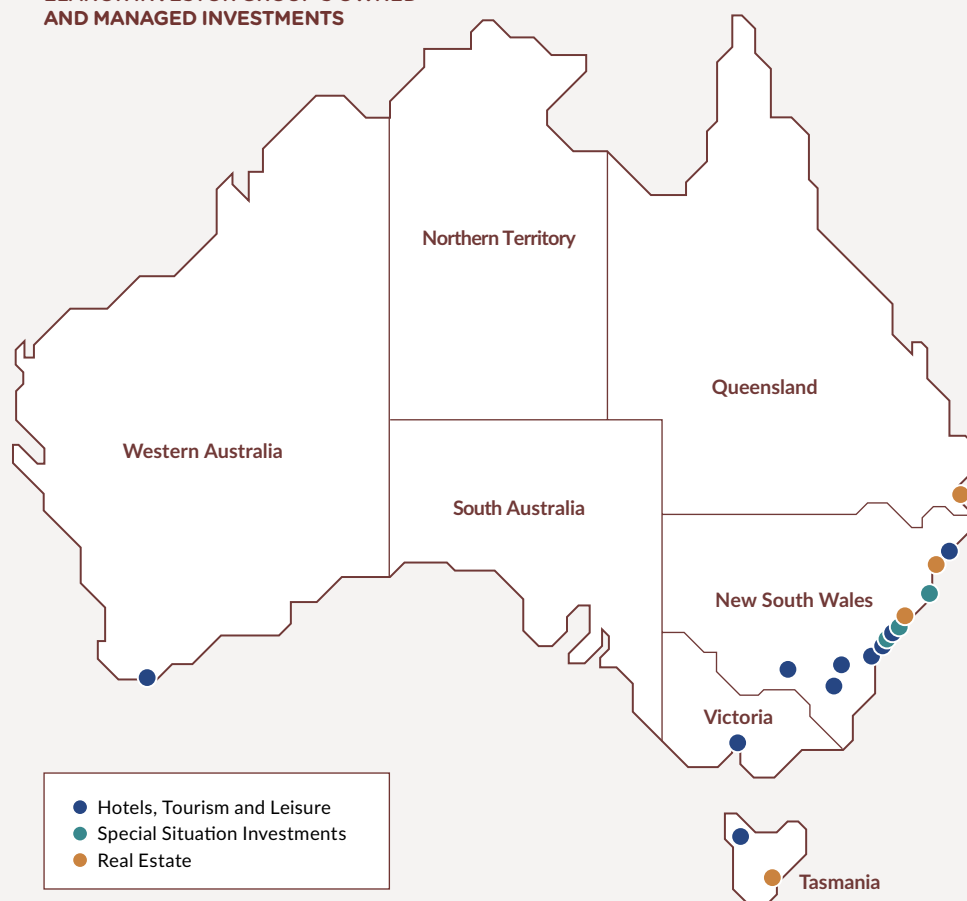 AND MANAGED INVESTMENTS
Northern Territory
Queensland
Western Australia
South Australia
New South Wales
Victoria
Hotels, Tourism and Leisure
Special Situation Investments
Real Estate
Tasmania